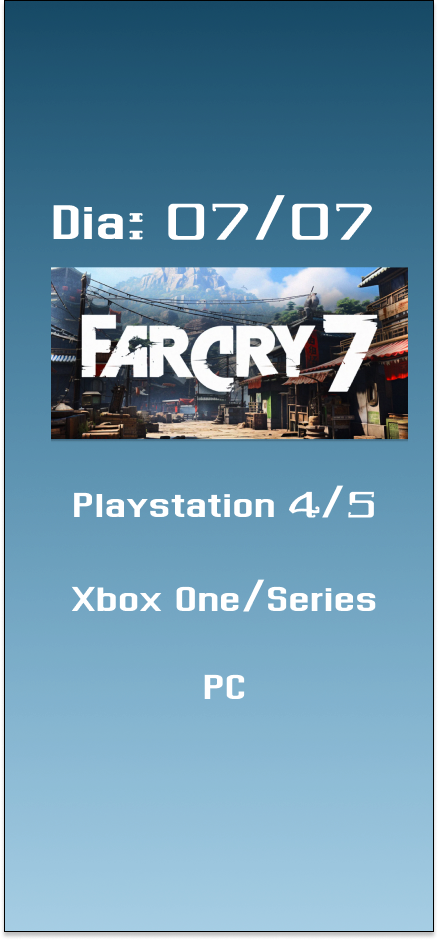 Dia: 07/07
FARCRY 7
Playstation 4/5
Xbox One/Series
PC